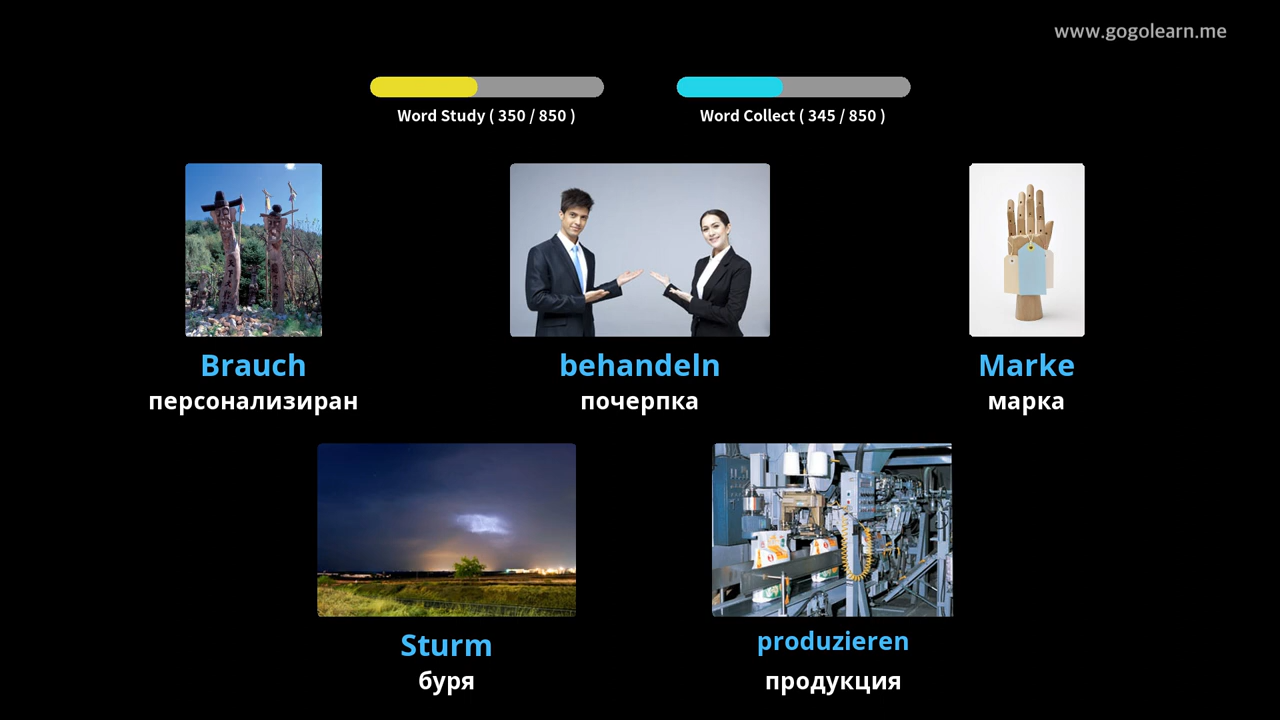 www.gogolearn.me
Word Study ( 350 / 850 )
Word Collect ( 345 / 850 )
Brauch
персонализиран
behandeln
почерпка
Marke
марка
Sturm
буря
produzieren
продукция